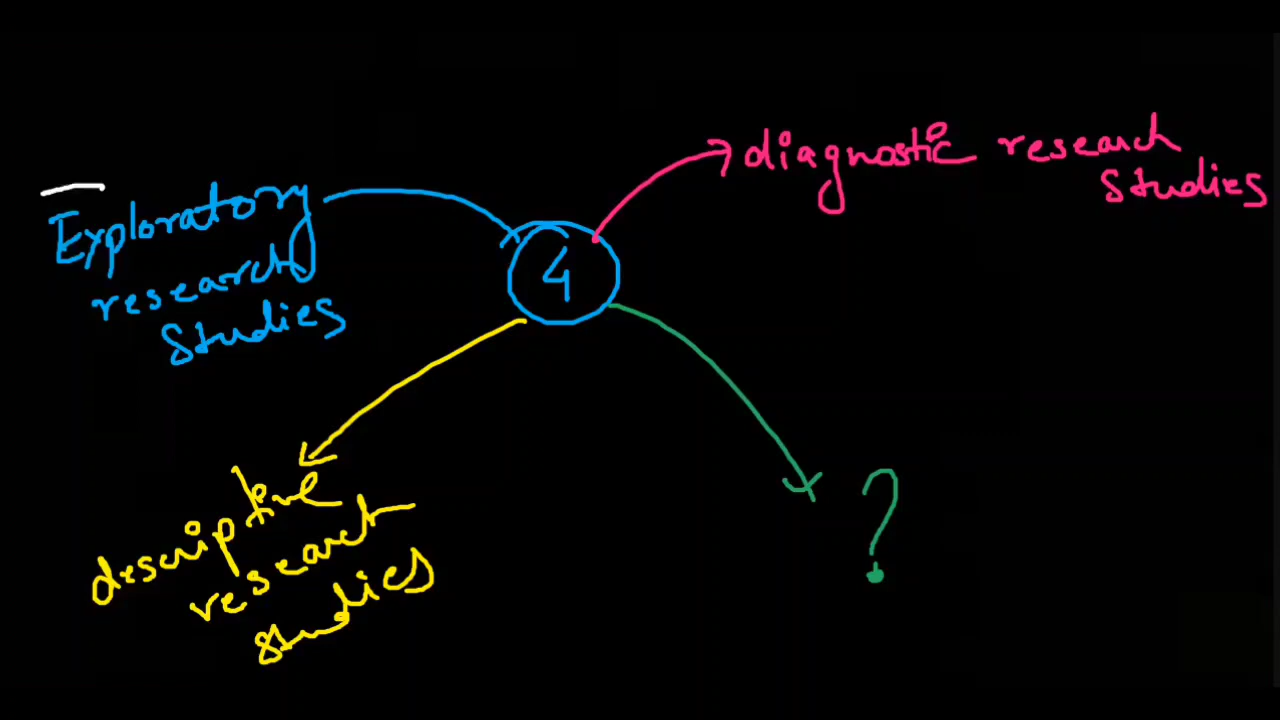 Exploratory
research
studies
4
diagnostic research
studies
descriptive
research
studies
?